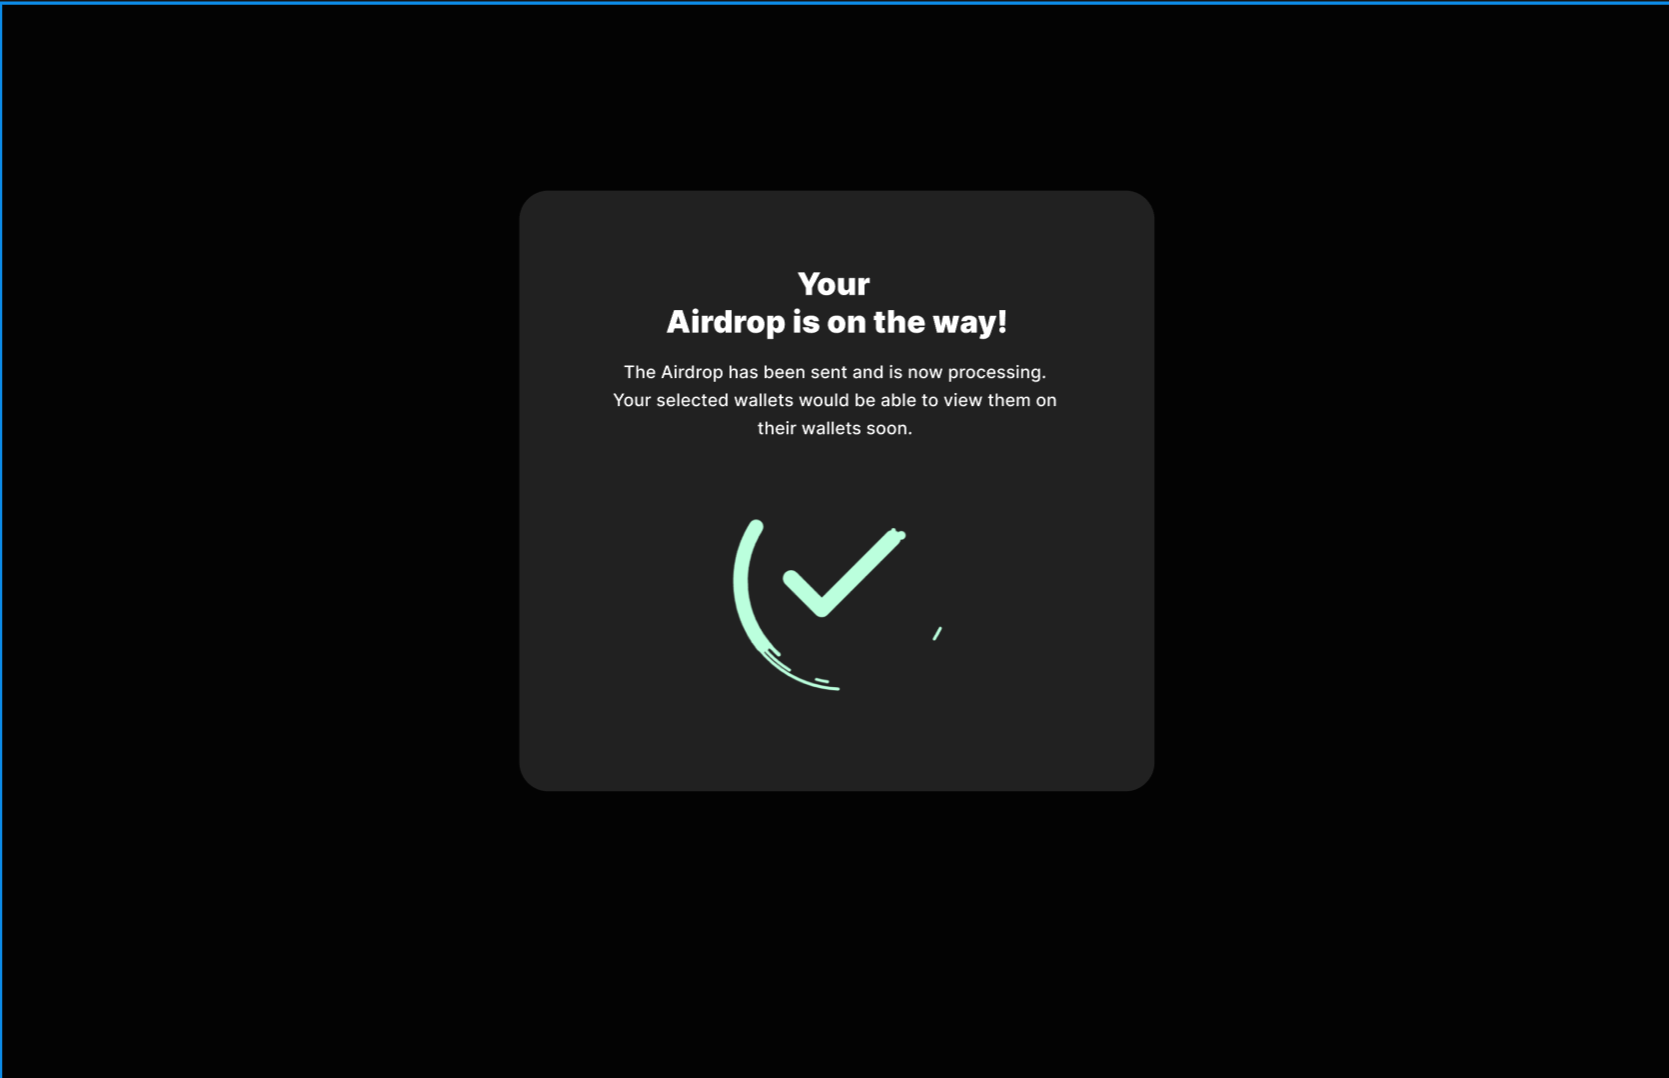 Your
Airdrop is on the way!
The Airdrop has been sent and is now processing.
Your selected wallets would be able to view them on
their wallets soon.